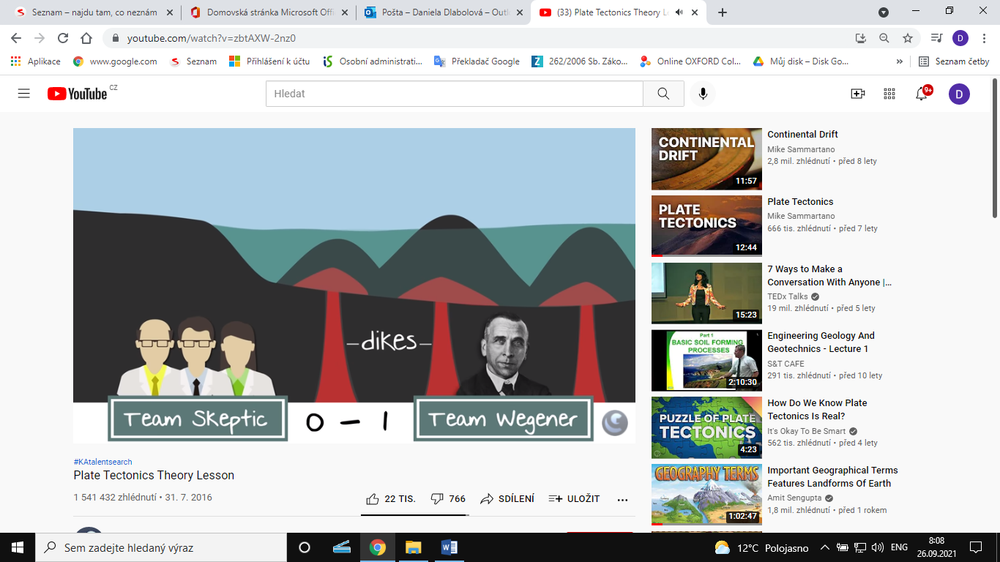 Seznam – najdu tam, co neznám
Domovská stránka Microsoft Offi
Pošta – Daniela Dlabolová – Outl
(33) Plate Tectonics Theory L
youtube.com/watch?v=zbtAXW-2nz0
D
Aplikace
www.google.com
Seznam
Přihlášení k účtu
Osobní administrati...
Překladač Google
262/2006 Sb. Záko...
Online OXFORD Col...
Můj disk – Disk Go...
»
Seznam četby
YouTube CZ
Hledat
9+
D
dikes
Team Skeptic
0 – 1
Team Wegener
#KAtalentsearch
Plate Tectonics Theory Lesson
1 541 432 zhlédnutí • 31. 7. 2016
22 TIS.
766
SDÍLENÍ
ULOŽIT
CONTINENTAL
DRIFT
11:57
Continental Drift
Mike Sammartano
2,8 mil. zhlédnutí • před 8 lety
PLATE
TECTONICS
12:44
Plate Tectonics
Mike Sammartano
666 tis. zhlédnutí • před 7 lety
15:23
7 Ways to Make a
Conversation With Anyone |...
TEDx Talks
19 mil. zhlédnutí • před 5 lety
Part 1
BASIC SOIL FORMING
PROCESSES
2:10:30
Engineering Geology And
Geotechnics - Lecture 1
S&T CAFE
291 tis. zhlédnutí • před 10 lety
PUZZLE OF PLATE
TECTONICS
4:23
How Do We Know Plate
Tectonics Is Real?
It's Okay To Be Smart
562 tis. zhlédnutí • před 4 lety
GEOGRAPHY TERMS
1:02:47
Important Geographical Terms
Features Landforms Of Earth
Amit Sengupta
1,8 mil. zhlédnutí • před 1 rokem
Sem zadejte hledaný výraz
12°C Polojasno
ENG
8:08
26.09.2021